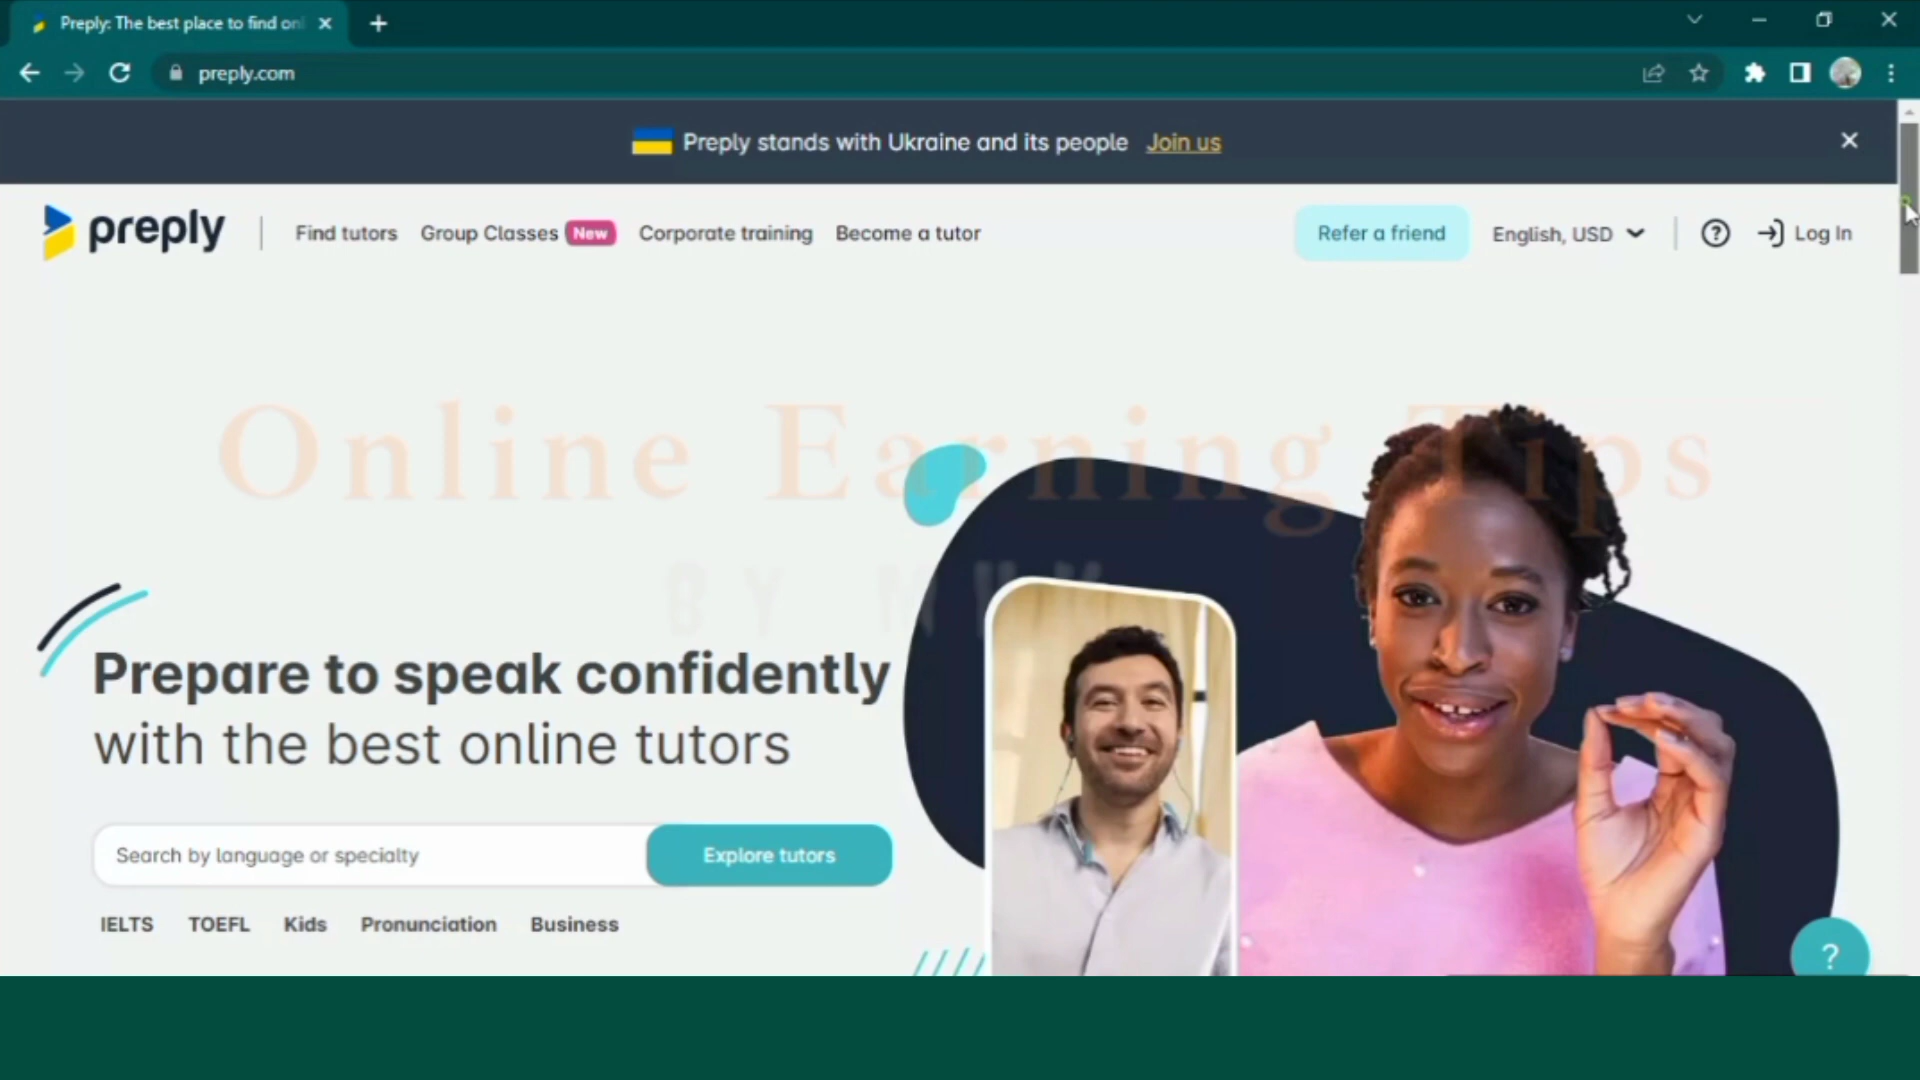 Preply: The best place to find onl
preply.com
Preply stands with Ukraine and its people Join us
preply
Find tutors Group Classes New Corporate training Become a tutor
Refer a friend English, USD ? Log In
Online Earning Tips
BY
Prepare to speak confidently
with the best online tutors
Search by language or specialty Explore tutors
IELTS TOEFL Kids Pronunciation Business
?